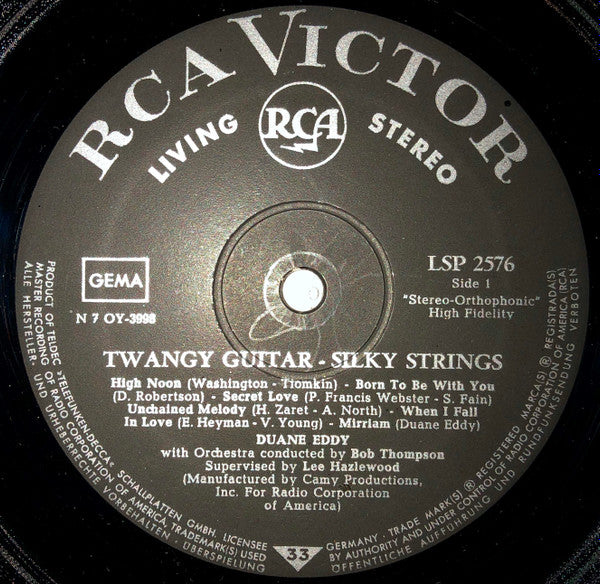 RCA VICTOR
LIVING RCA STEREO
GEMA
N 7 OY-3998
LSP 2576
Side 1
"Stereo-Orthophonic"
High Fidelity
TWANGY GUITAR - SILKY STRINGS
High Noon (Washington - Tiomkin) - Born To Be With You
(D. Robertson) - Secret Love (P. Francis Webster - S. Fain)
Unchained Melody (H. Zaret - A. North) - When I Fall
In Love (E. Heyman - V. Young) - Mirriam (Duane Eddy)
DUANE EDDY
with Orchestra conducted by Bob Thompson
Supervised by Lee Hazlewood
(Manufactured by Camy Productions,
Inc. For Radio Corporation
of America)
33
PRODUCT OF TELDEC »TELEFUNKEN-DECCA« SCHALLPLATTEN GMBH. LICENSEE
MASTER RECORDING OF RADIO CORPORATION OF AMERICA, TRADEMARK(S) USED
ALLE HERSTELLER- UND URHEBERRECHTE VORBEHALTEN · ÜBERSPIELUNG
GERMANY · TRADE MARK(S) ® REGISTERED MARCA(S) ® REGISTRADA(S)
BY AUTHORITY AND UNDER CONTROL OF RADIO CORPORATION OF AMERICA (RCA)
ÖFFENTLICHE AUFFÜHRUNG UND RUNDFUNKSENDUNG VERBOTEN